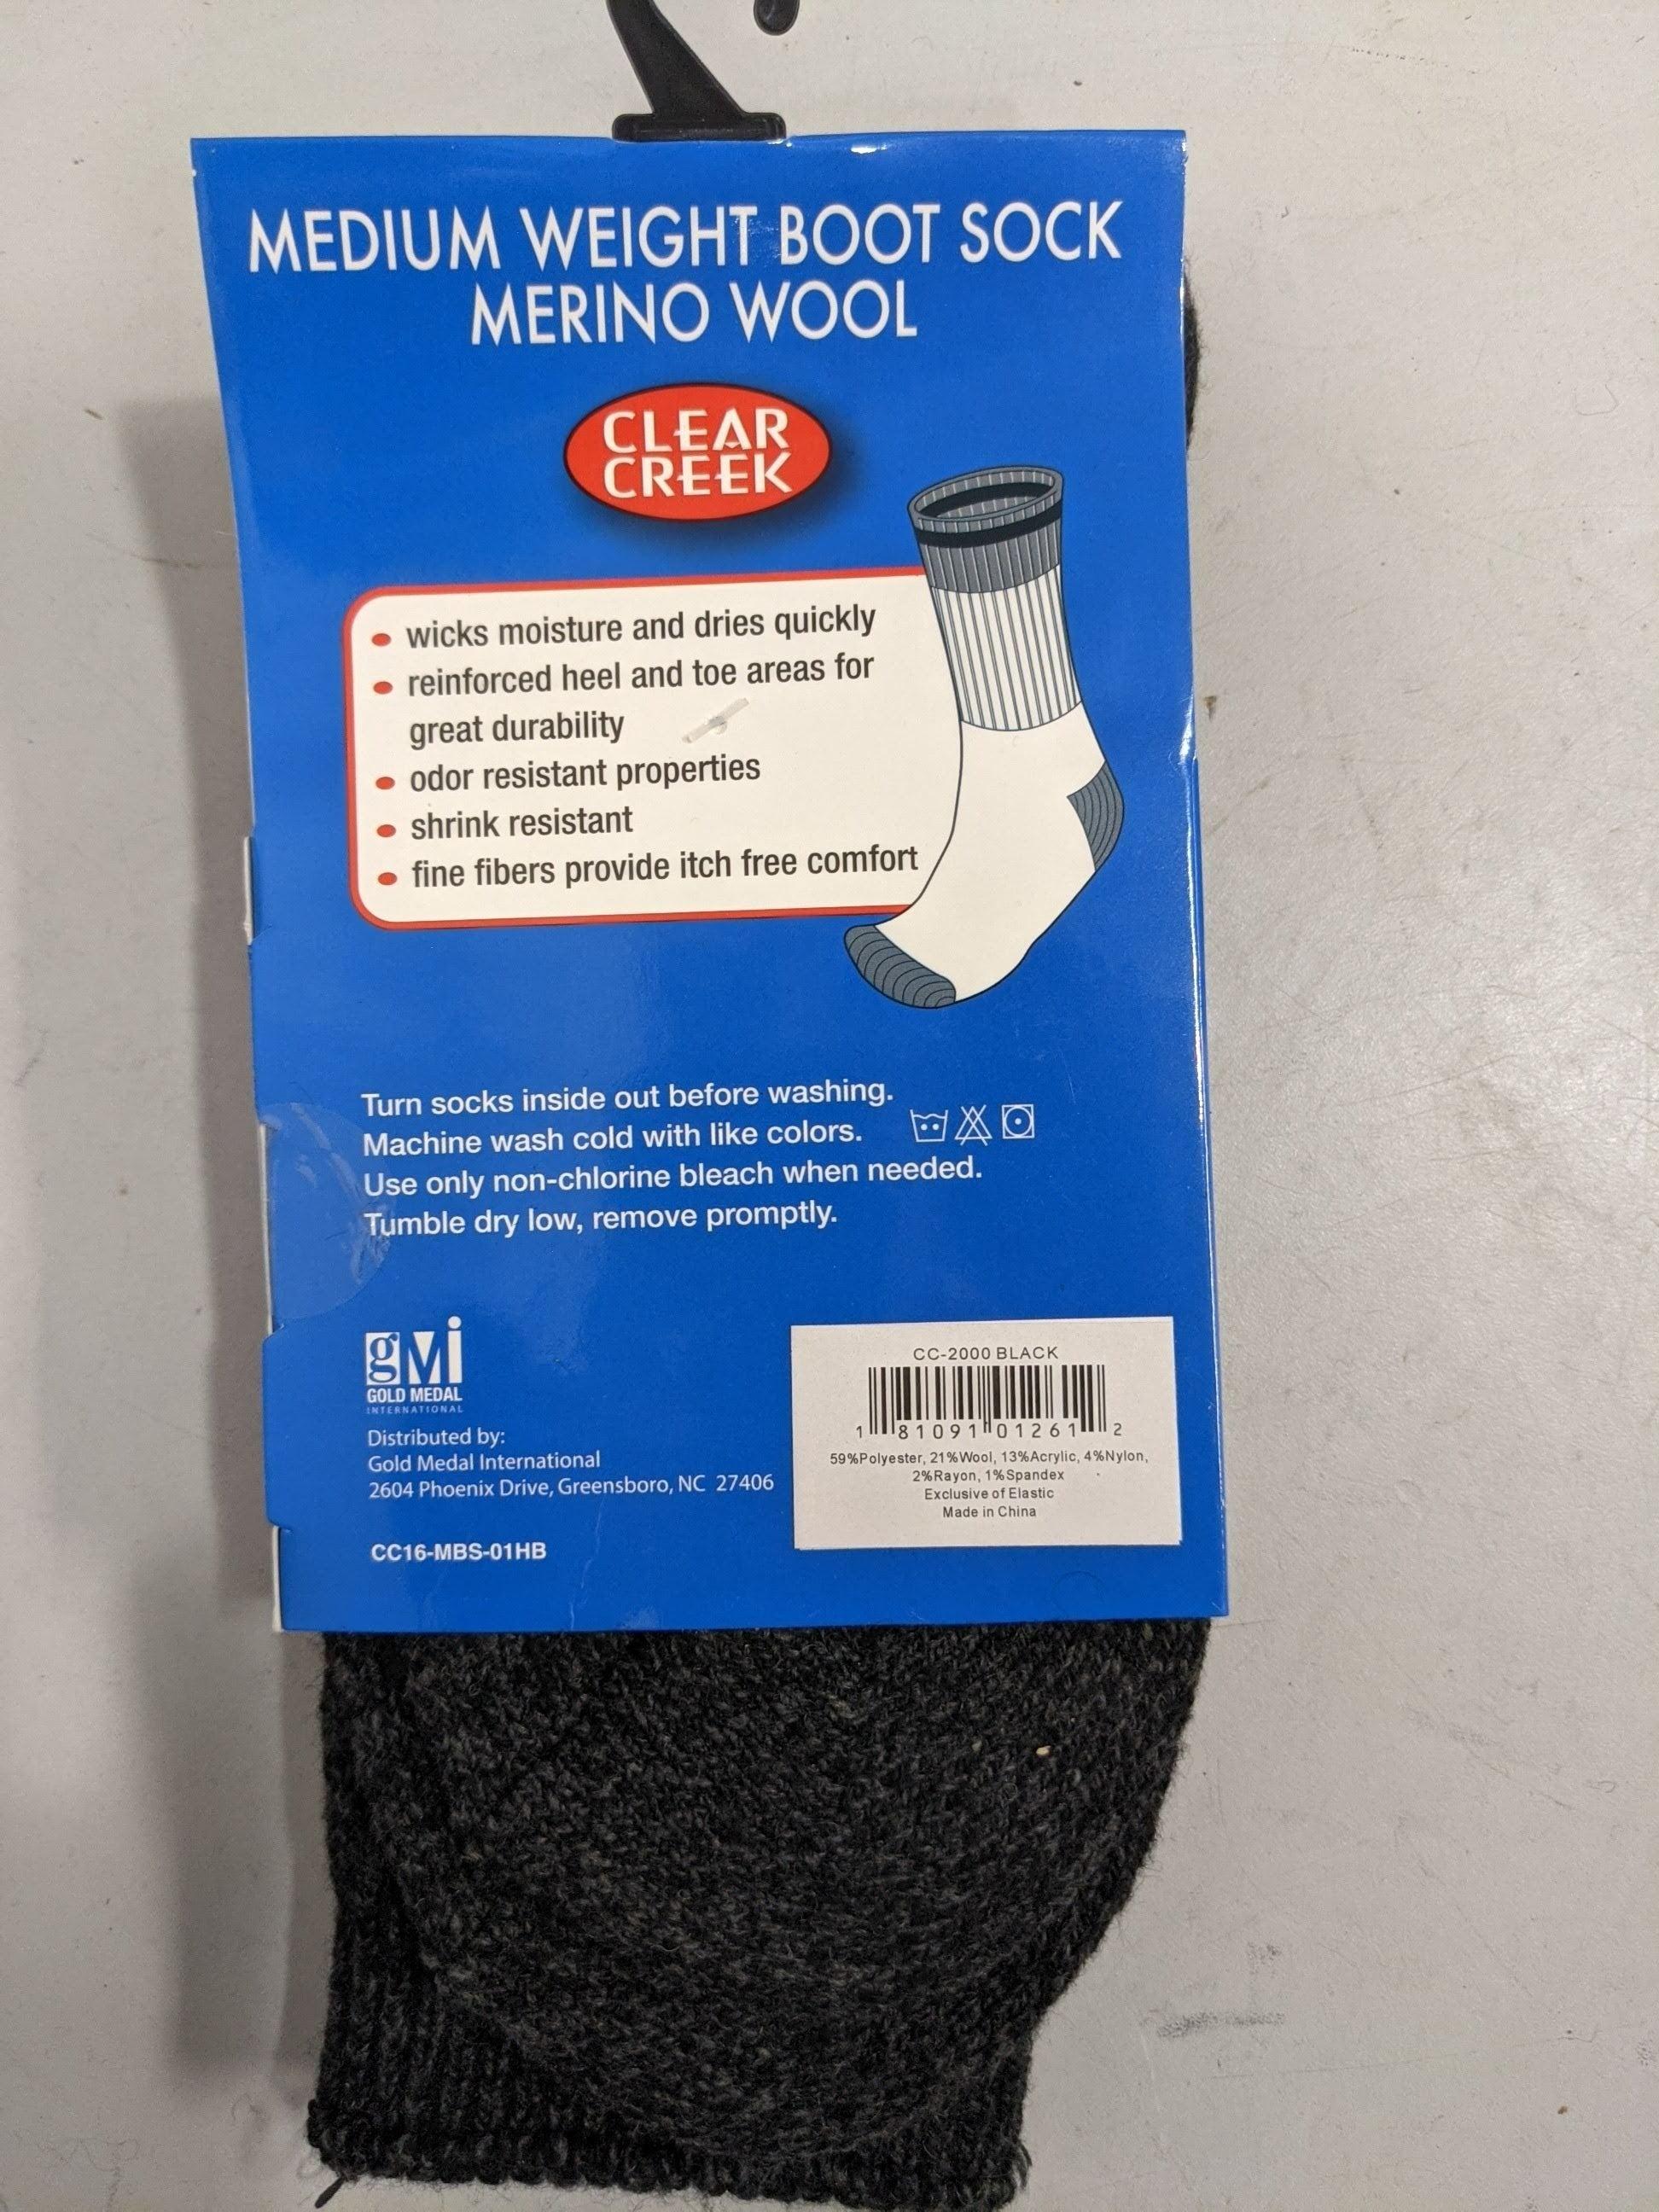 MEDIUM WEIGHT BOOT SOCK
MERINO WOOL
CLEAR
CREEK
wicks moisture and dries quickly
reinforced heel and toe areas for
great durability
odor resistant properties
shrink resistant
fine fibers provide itch free comfort
Turn socks inside out before washing.
Machine wash cold with like colors.
Use only non-chlorine bleach when needed.
Tumble dry low, remove promptly.
gmi
GOLD MEDAL
INTERNATIONAL
Distributed by:
Gold Medal International
2604 Phoenix Drive, Greensboro, NC 27406
CC16-MBS-01HB
CC-2000 BLACK
1 81091 01261 2
59%Polyester, 21%Wool, 13%Acrylic, 4%Nylon,
2%Rayon, 1%Spandex
Exclusive of Elastic
Made in China